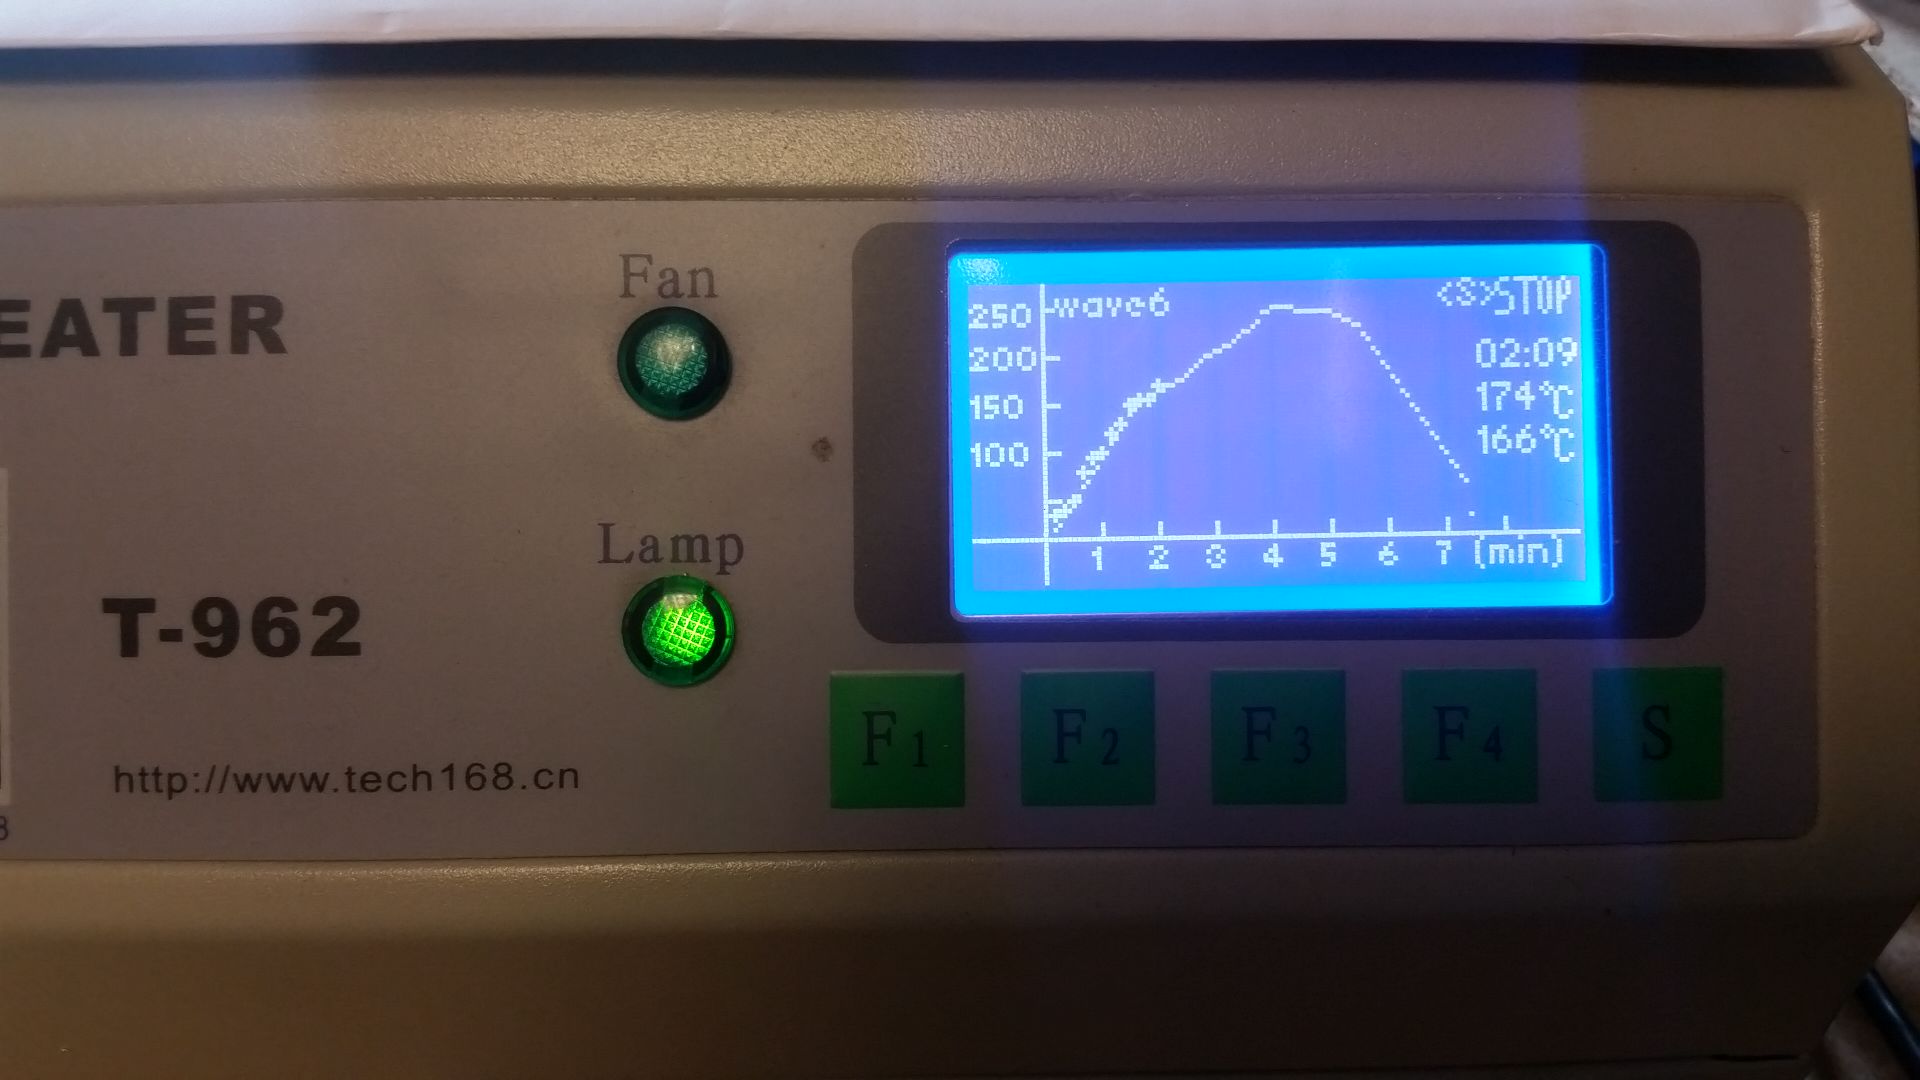 EATER
T-962
http://www.tech168.cn
Fan
Lamp
wave6
<S>STOP
02:09
174℃
166℃
250
200
150
100
1 2 3 4 5 6 7 (min)
F1 F2 F3 F4 S